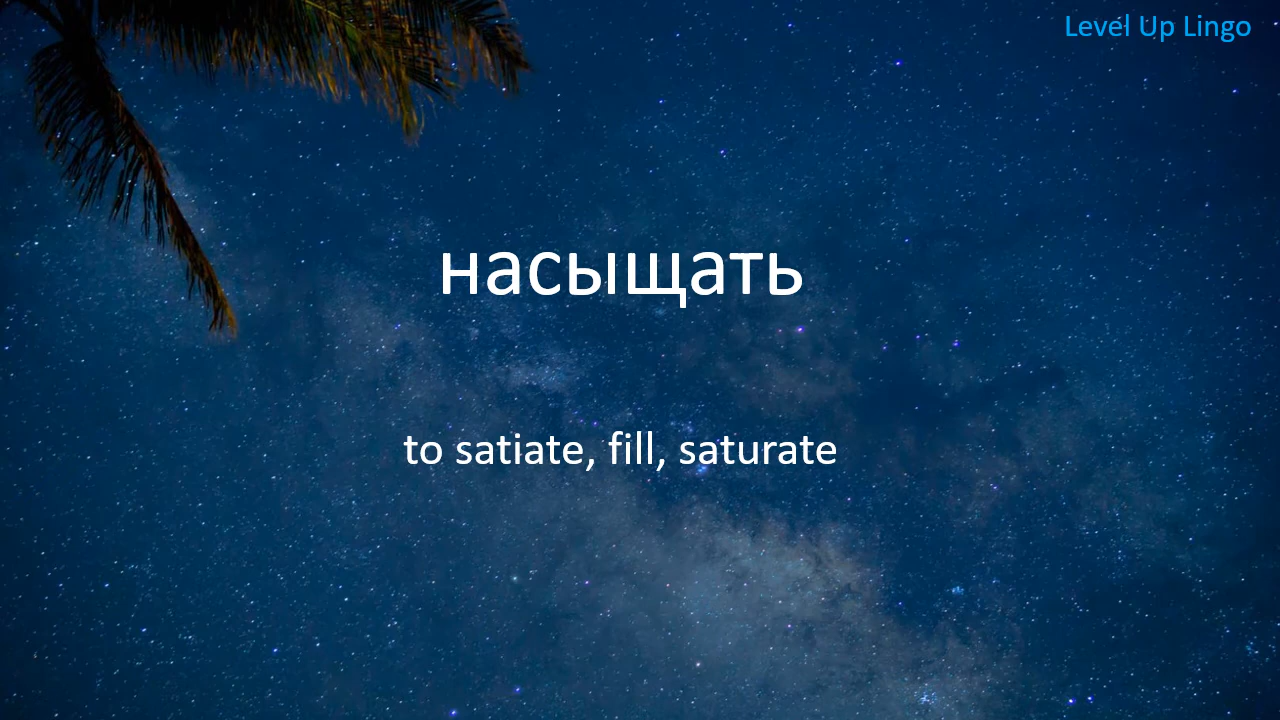 Level Up Lingo
насыщать
to satiate, fill, saturate